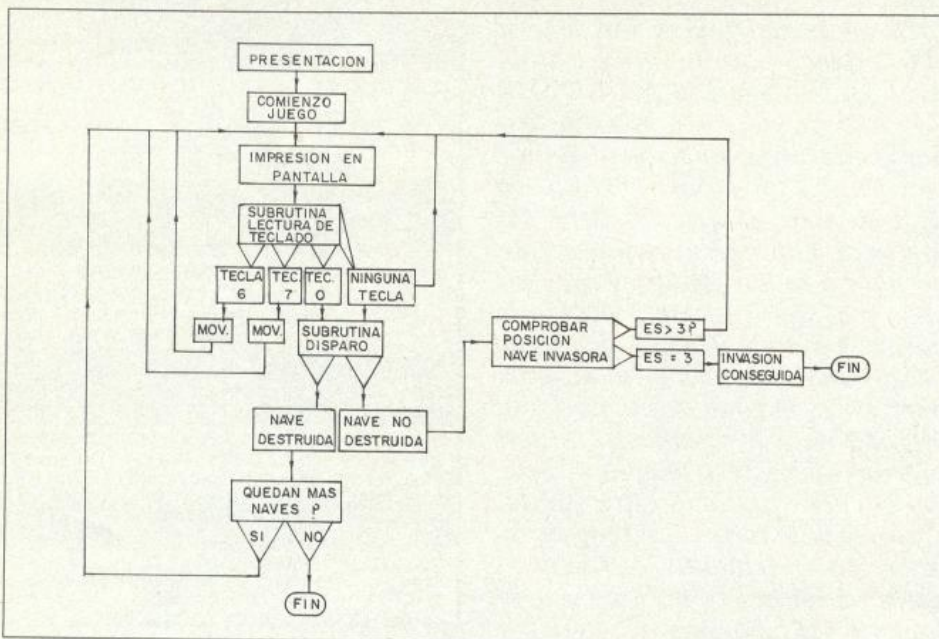 PRESENTACION
COMIENZO
JUEGO
IMPRESION EN
PANTALLA
SUBRUTINA
LECTURA DE
TECLADO
TECLA
6
TEC.
7
TEC.
0
NINGUNA
TECLA
MOV.
MOV.
SUBRUTINA
DISPARO
COMPROBAR
POSICION
NAVE INVASORA
ES > 3 ?
ES = 3
INVASION
CONSEGUIDA
FIN
NAVE
DESTRUIDA
NAVE NO
DESTRUIDA
QUEDAN MAS
NAVES ?
SI
NO
FIN